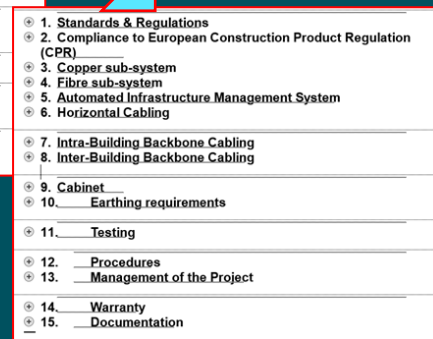 1. Standards & Regulations
2. Compliance to European Construction Product Regulation
(CPR)
3. Copper sub-system
4. Fibre sub-system
5. Automated Infrastructure Management System
6. Horizontal Cabling
7. Intra-Building Backbone Cabling
8. Inter-Building Backbone Cabling
9. Cabinet
10. Earthing requirements
11. Testing
12. Procedures
13. Management of the Project
14. Warranty
15. Documentation